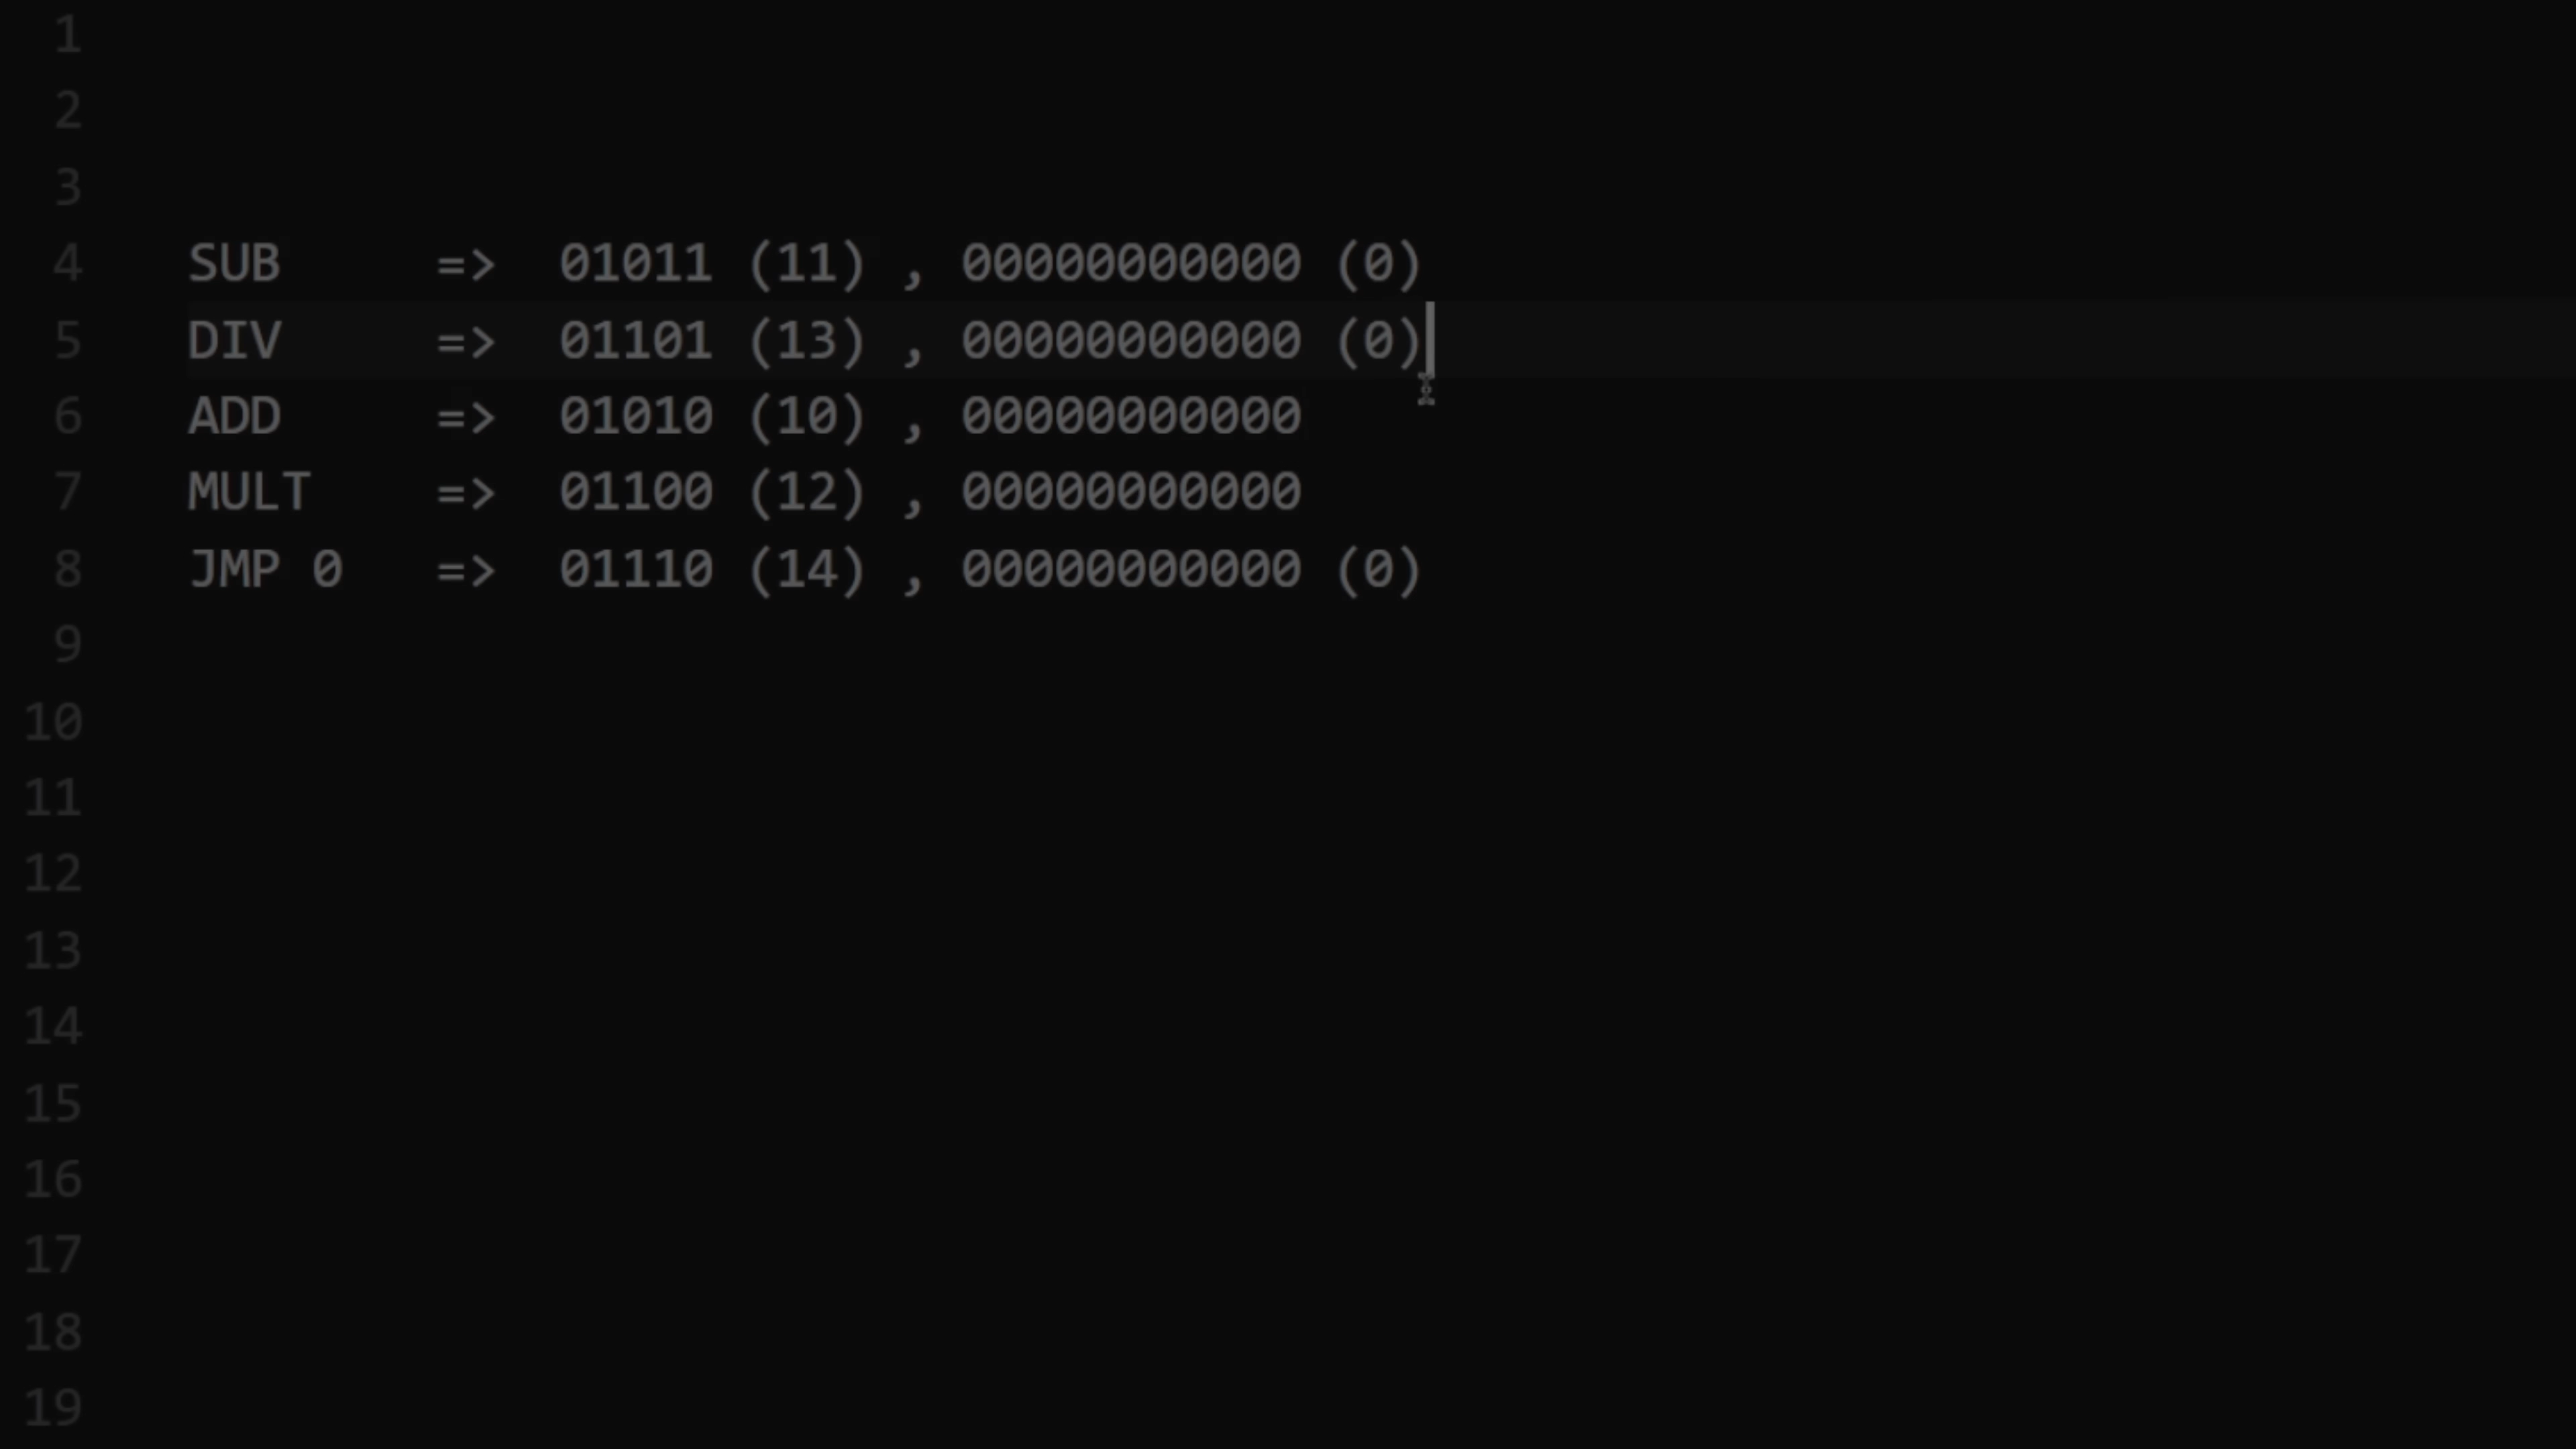 1
2
3
4 SUB => 01011 (11) , 00000000000 (0)
5 DIV => 01101 (13) , 00000000000 (0)
6 ADD => 01010 (10) , 00000000000
7 MULT => 01100 (12) , 00000000000
8 JMP 0 => 01110 (14) , 00000000000 (0)
9
10
11
12
13
14
15
16
17
18
19